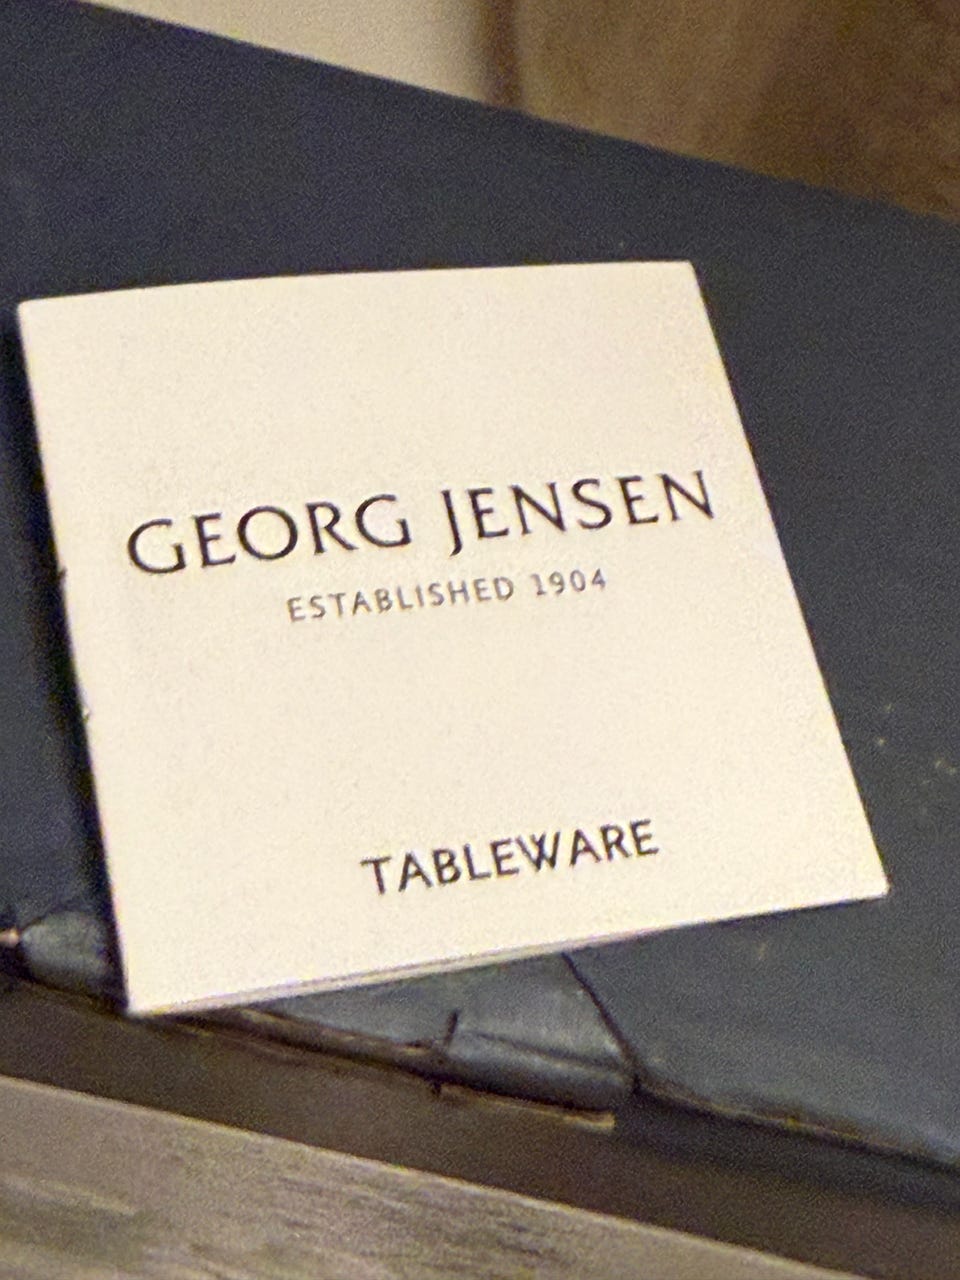 GEORG JENSEN
ESTABLISHED 1904
TABLEWARE